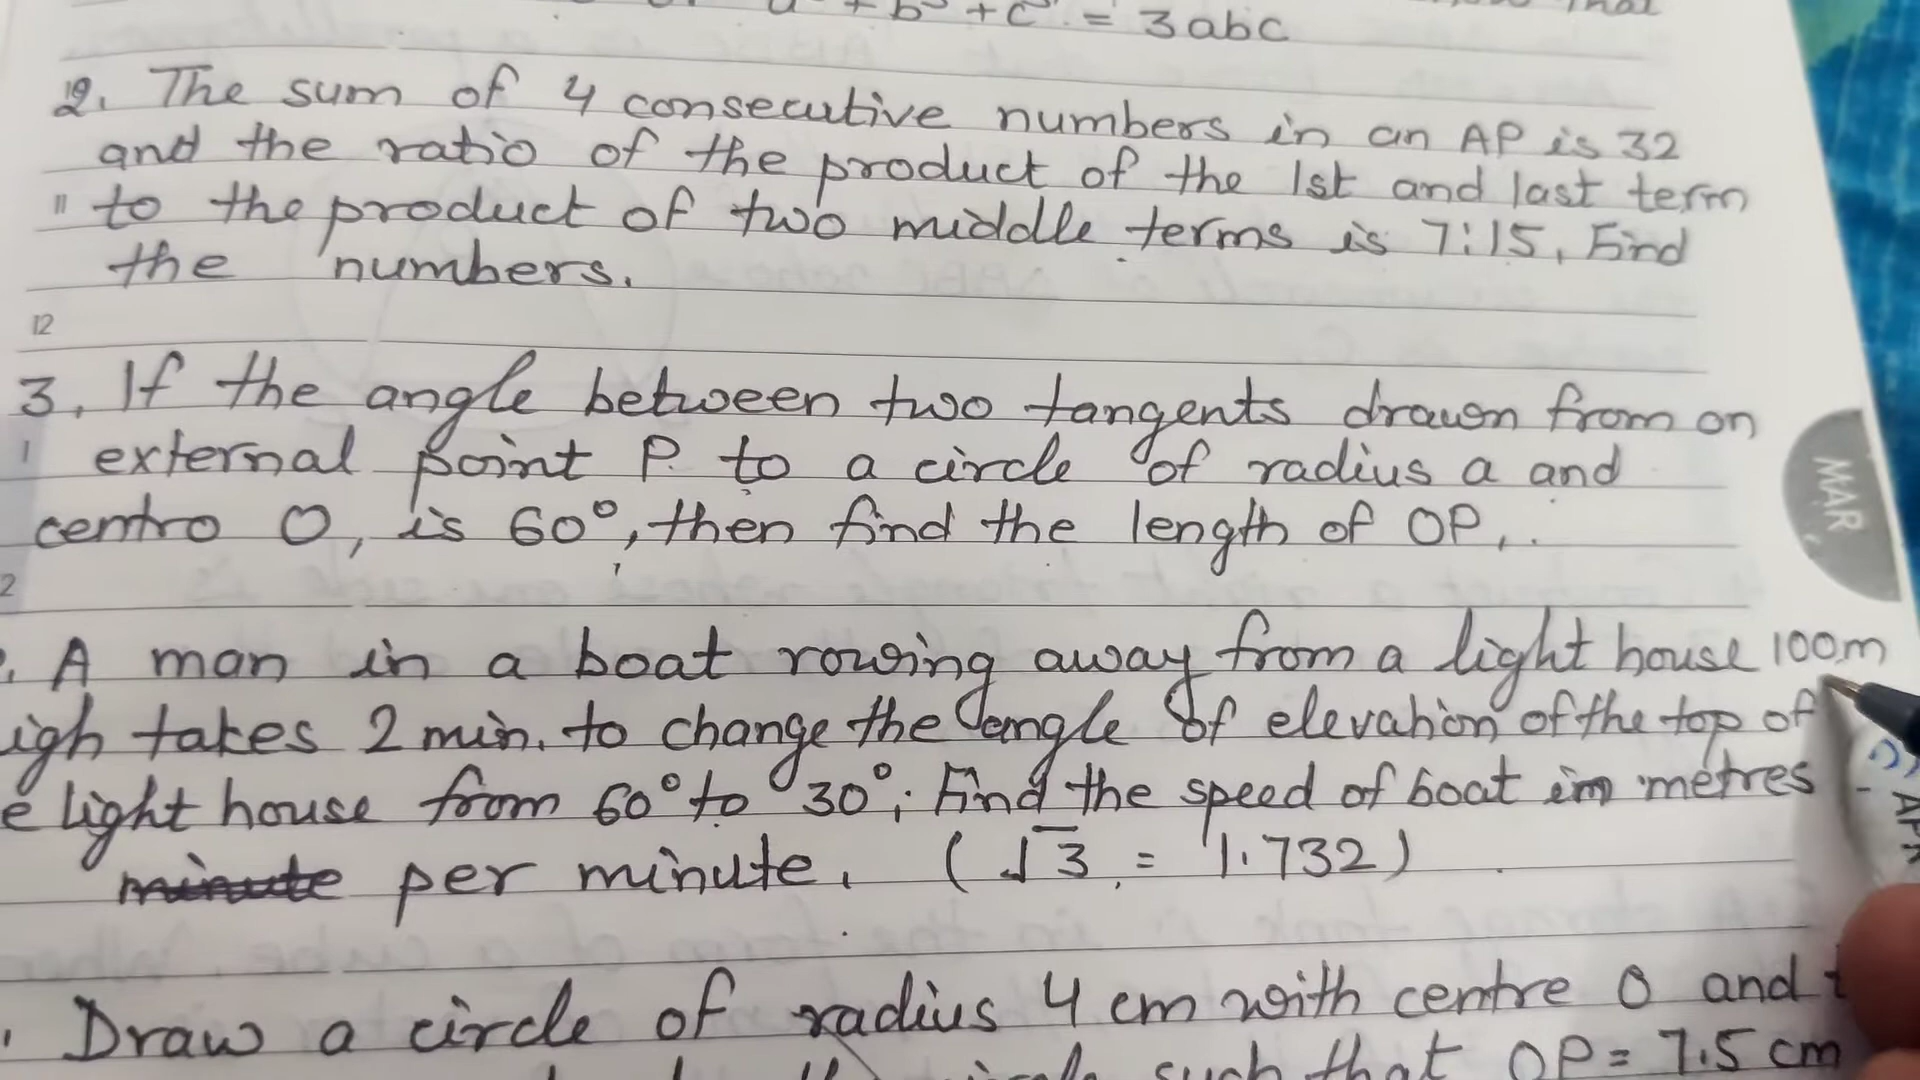 + b³ + c³ = 3abc
2. The sum of 4 consecutive numbers in an AP is 32
and the ratio of the product of the 1st and last term
to the product of two middle terms is 7:15, Find
the numbers.
12
3. If the angle between two tangents drawn from on
1
external point P. to a circle of radius a and
centro O, is 60°, then find the length of OP.
2
. A man in a boat rowing away from a light house 100m
igh takes 2 min. to change the angle of elevation of the top of
e light house from 60° to 30°; Find the speed of boat in metres
per minute. (√3 = 1.732)
. Draw a circle of radius 4 cm with centre O and
such that OP = 7.5 cm
MAR